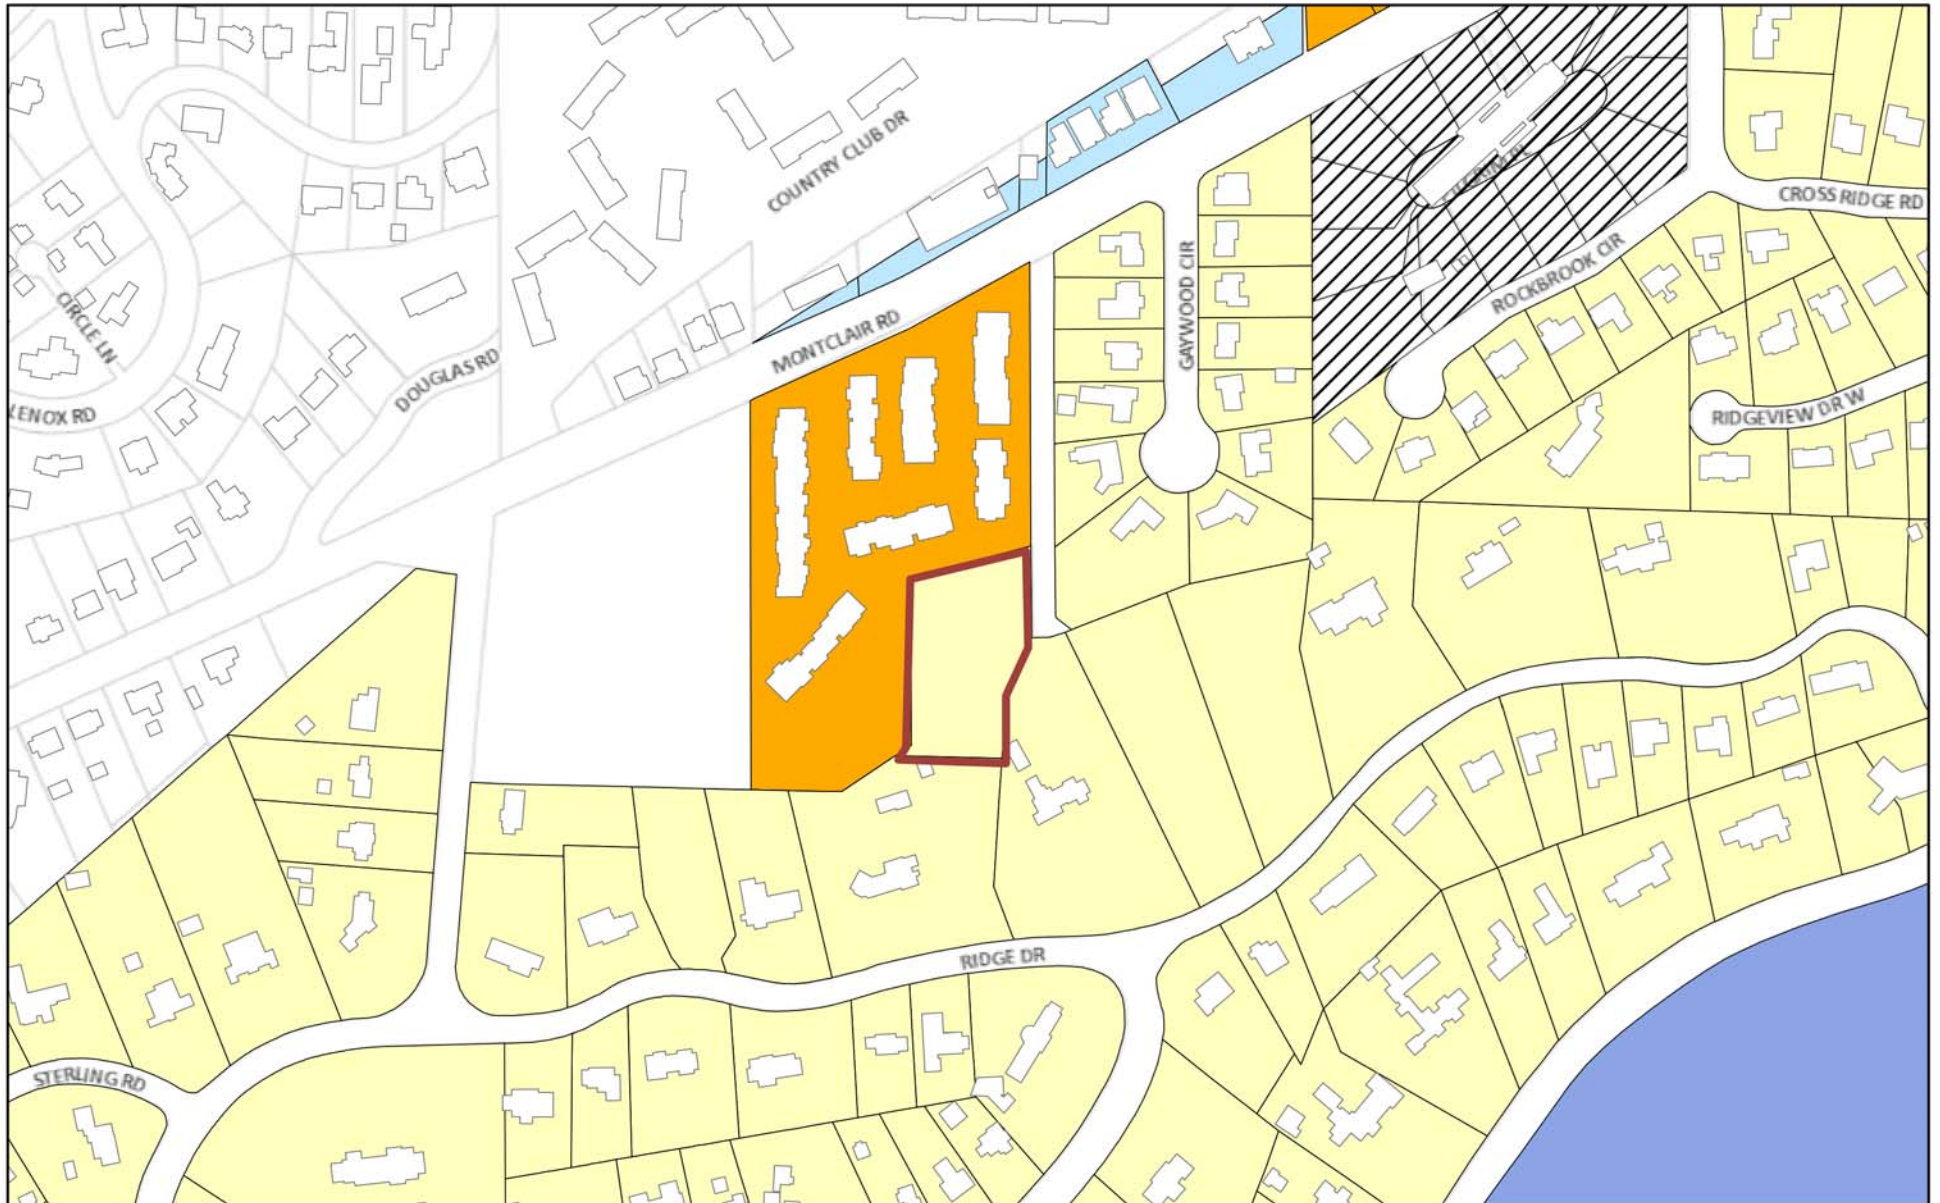 COUNTRY CLUB DR
CROSS RIDGE RD
ROCKBROOK CIR
GAYWOOD CIR
CIRCLE LN
MONTCLAIR RD
DOUGLAS RD
LENOX RD
RIDGEVIEW DR W
RIDGE DR
STERLING RD